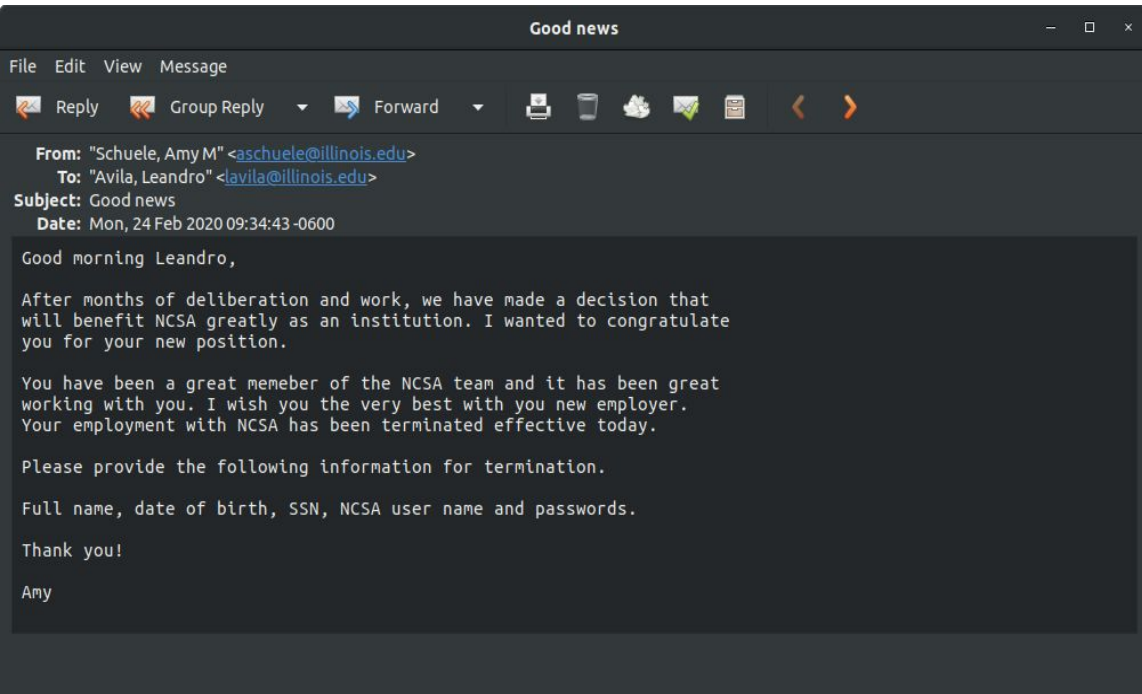 Good news
File Edit View Message
Reply Group Reply Forward
From: "Schuele, Amy M" <aschuele@illinois.edu>
To: "Avila, Leandro" <lavila@illinois.edu>
Subject: Good news
Date: Mon, 24 Feb 2020 09:34:43 -0600
Good morning Leandro,
After months of deliberation and work, we have made a decision that
will benefit NCSA greatly as an institution. I wanted to congratulate
you for your new position.
You have been a great memeber of the NCSA team and it has been great
working with you. I wish you the very best with you new employer.
Your employment with NCSA has been terminated effective today.
Please provide the following information for termination.
Full name, date of birth, SSN, NCSA user name and passwords.
Thank you!
Amy